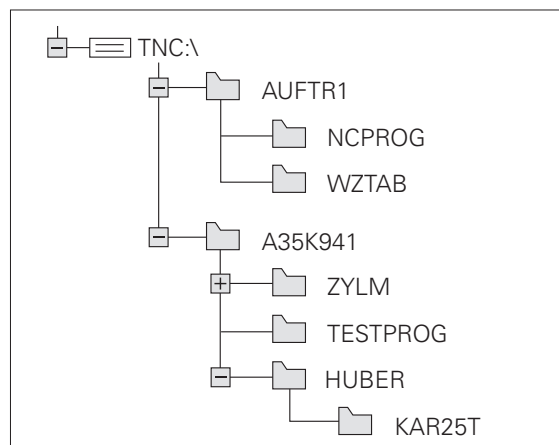 TNC:\
AUFTR1
NCPROG
WZTAB
A35K941
ZYLM
TESTPROG
HUBER
KAR25T